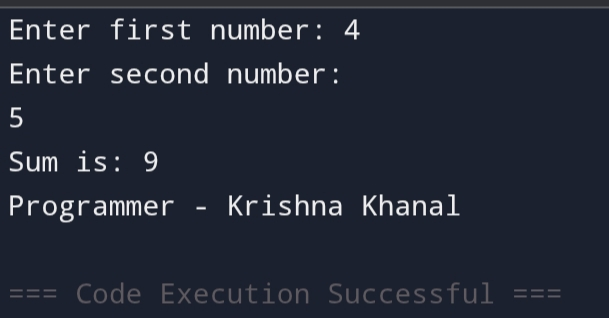 Enter first number: 4
Enter second number:
5
Sum is: 9
Programmer - Krishna Khanal
=== Code Execution Successful ===